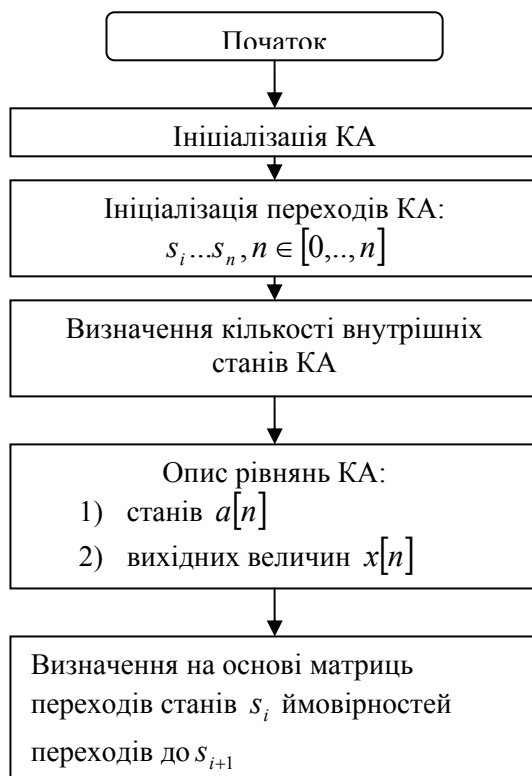 Початок
Ініціалізація КА
Ініціалізація переходів КА:
s_i ... s_n, n ∈ [0,.., n]
Визначення кількості внутрішніх
станів КА
Опис рівнянь КА:
1) станів a[n]
2) вихідних величин x[n]
Визначення на основі матриць
переходів станів s_i ймовірностей
переходів до s_{i+1}